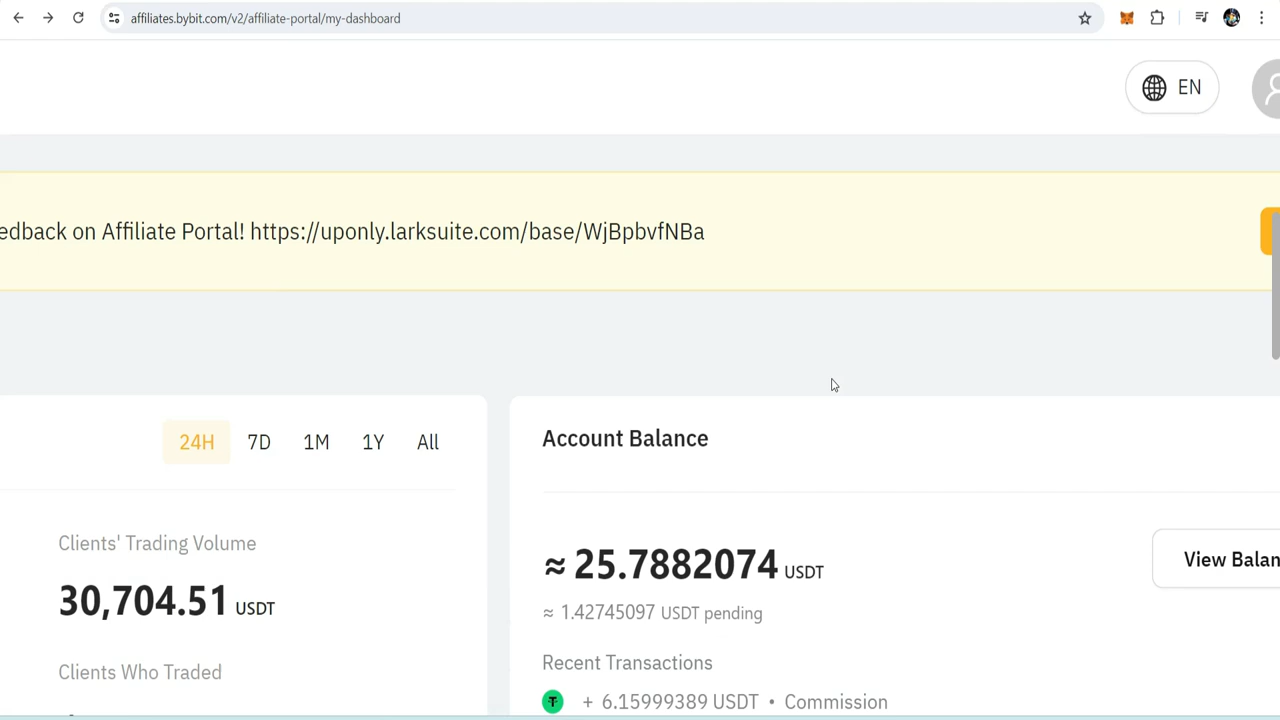 affiliates.bybit.com/v2/affiliate-portal/my-dashboard
EN
edback on Affiliate Portal! https://uponly.larksuite.com/base/WjBpbvfNBa
24H 7D 1M 1Y All
Clients' Trading Volume
30,704.51 USDT
Clients Who Traded
Account Balance
≈ 25.7882074 USDT
View Balan
≈ 1.42745097 USDT pending
Recent Transactions
+ 6.15999389 USDT • Commission